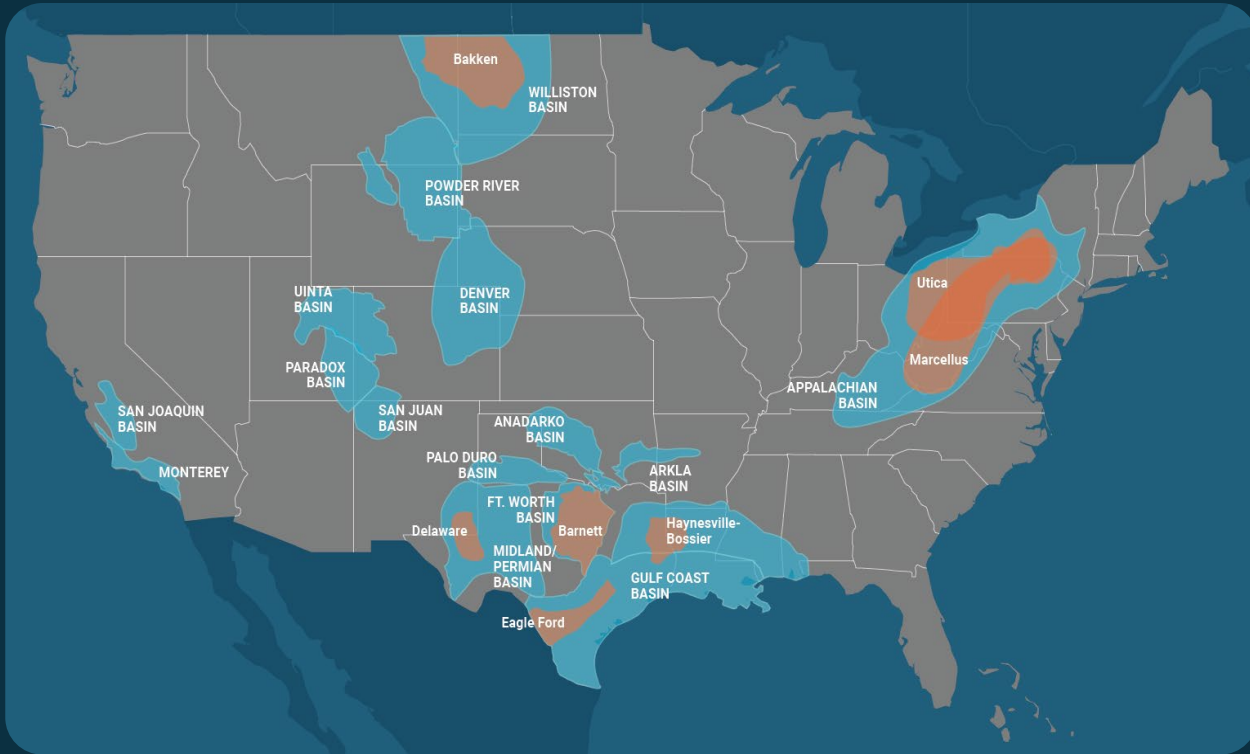 Bakken
WILLISTON
BASIN
POWDER RIVER
BASIN
UINTA
BASIN
DENVER
BASIN
Utica
Marcellus
PARADOX
BASIN
APPALACHIAN
BASIN
SAN JOAQUIN
BASIN
SAN JUAN
BASIN
ANADARKO
BASIN
MONTEREY
PALO DURO
BASIN
ARKLA
BASIN
FT. WORTH
BASIN
Delaware
Barnett
Haynesville-
Bossier
MIDLAND/
PERMIAN
BASIN
GULF COAST
BASIN
Eagle Ford